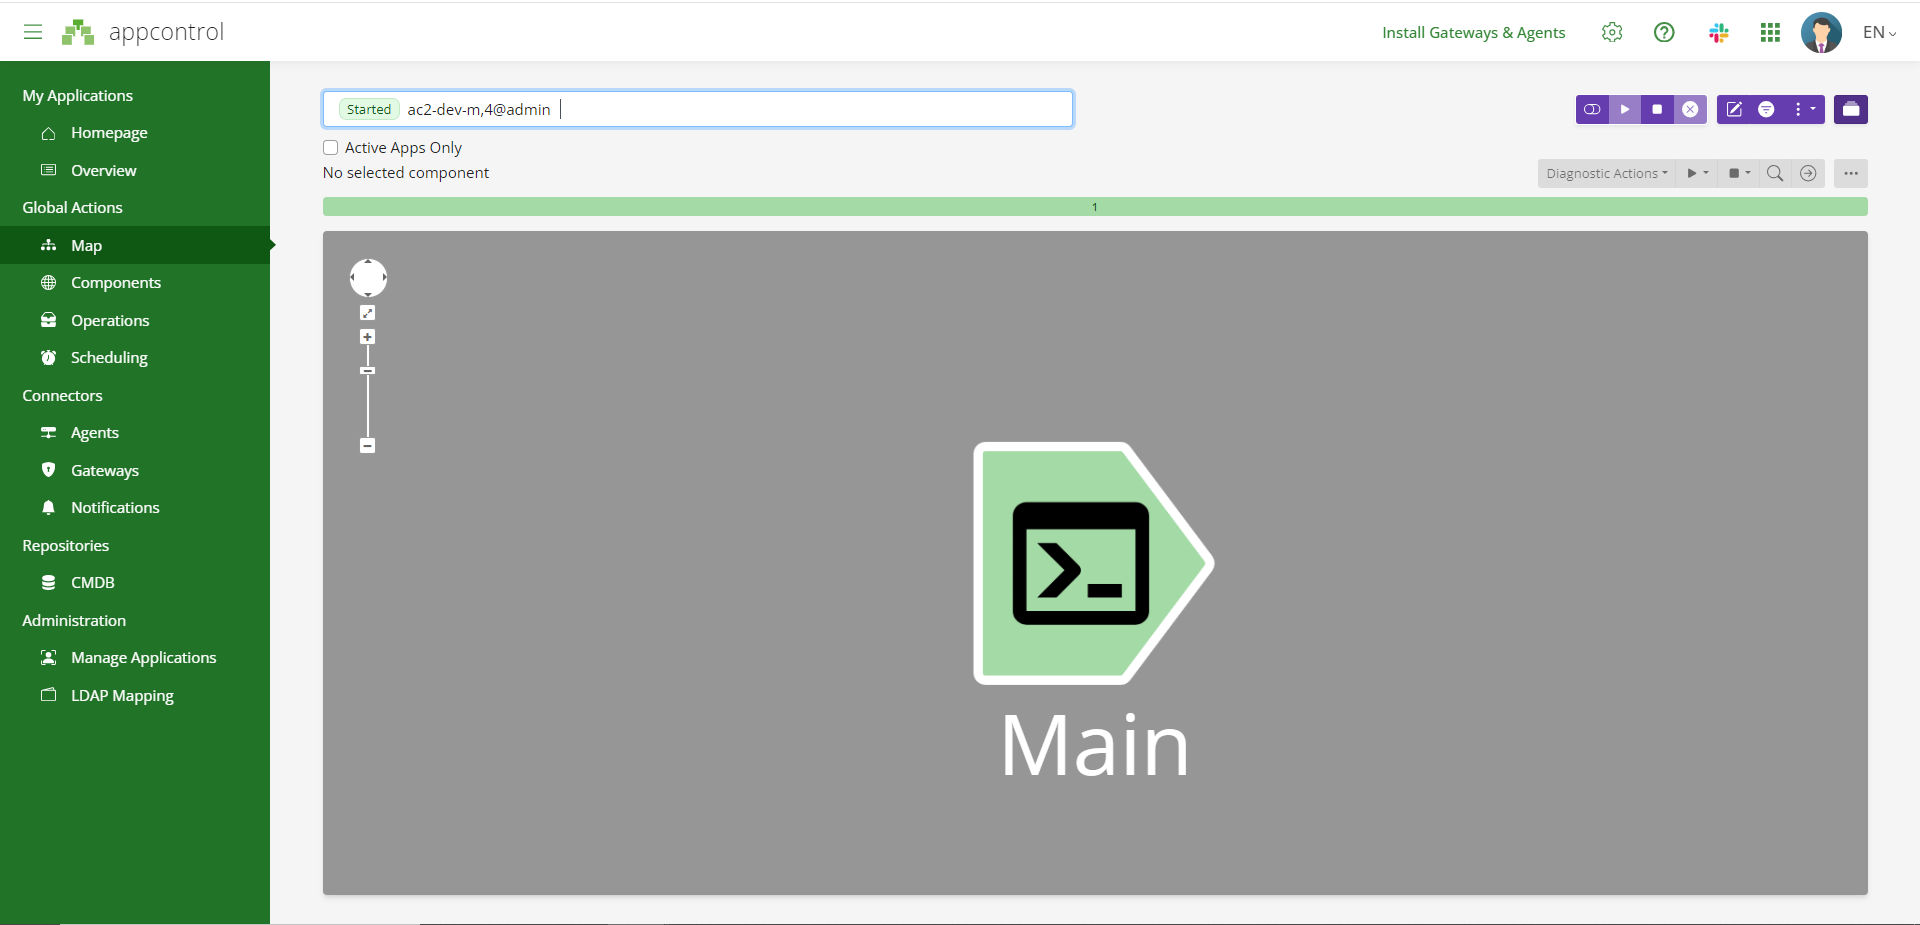 appcontrol
Install Gateways & Agents
EN
My Applications
Homepage
Overview
Global Actions
Map
Components
Operations
Scheduling
Connectors
Agents
Gateways
Notifications
Repositories
CMDB
Administration
Manage Applications
LDAP Mapping
Started ac2-dev-m,4@admin
Active Apps Only
No selected component
Diagnostic Actions
1
Main